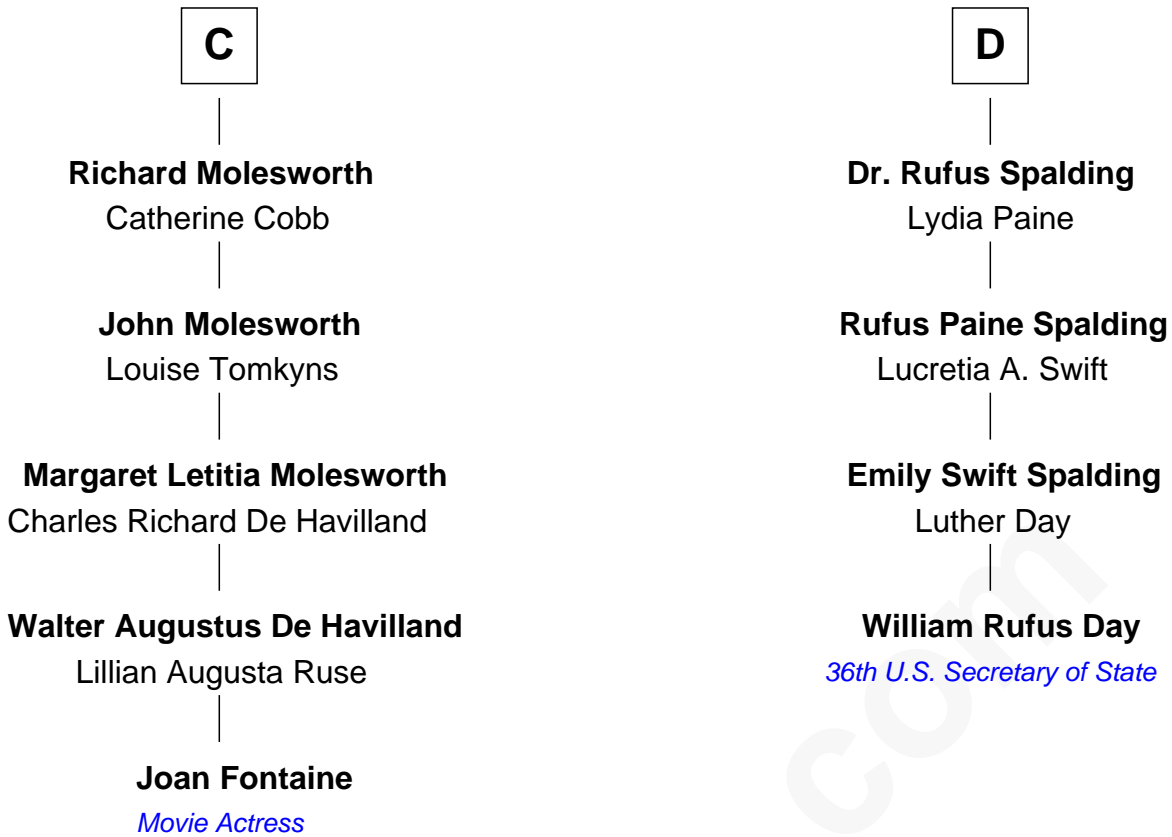 C
Richard Molesworth
Catherine Cobb
John Molesworth
Louise Tomkyns
Margaret Letitia Molesworth
Charles Richard De Havilland
Walter Augustus De Havilland
Lillian Augusta Ruse
Joan Fontaine
Movie Actress
D
Dr. Rufus Spalding
Lydia Paine
Rufus Paine Spalding
Lucretia A. Swift
Emily Swift Spalding
Luther Day
William Rufus Day
36th U.S. Secretary of State
com